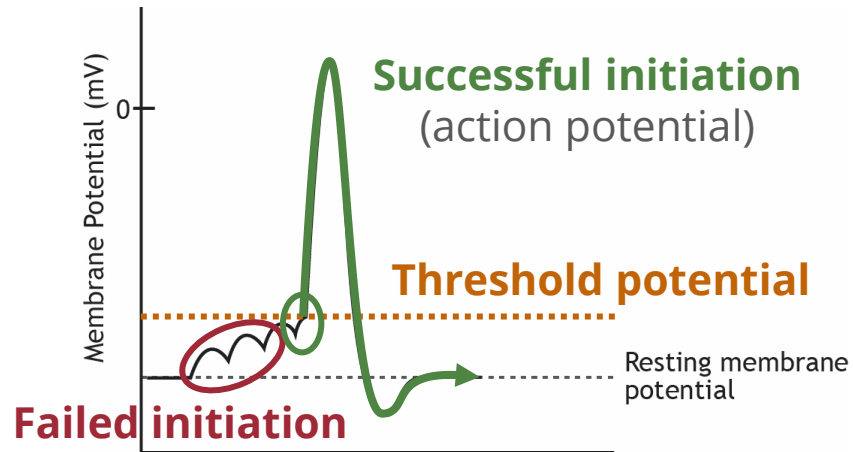 Successful initiation
(action potential)
Membrane Potential (mV)
0
Threshold potential
Resting membrane
potential
Failed initiation